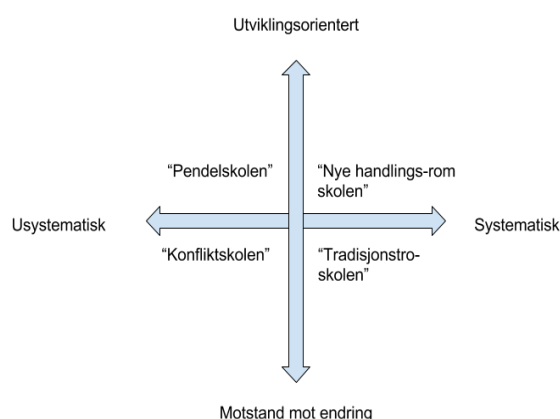 Utviklingsorientert
“Pendelskolen”
“Nye handlings-rom
skolen”
Usystematisk
Systematisk
“Konfliktskolen”
“Tradisjonstro-
skolen”
Motstand mot endring